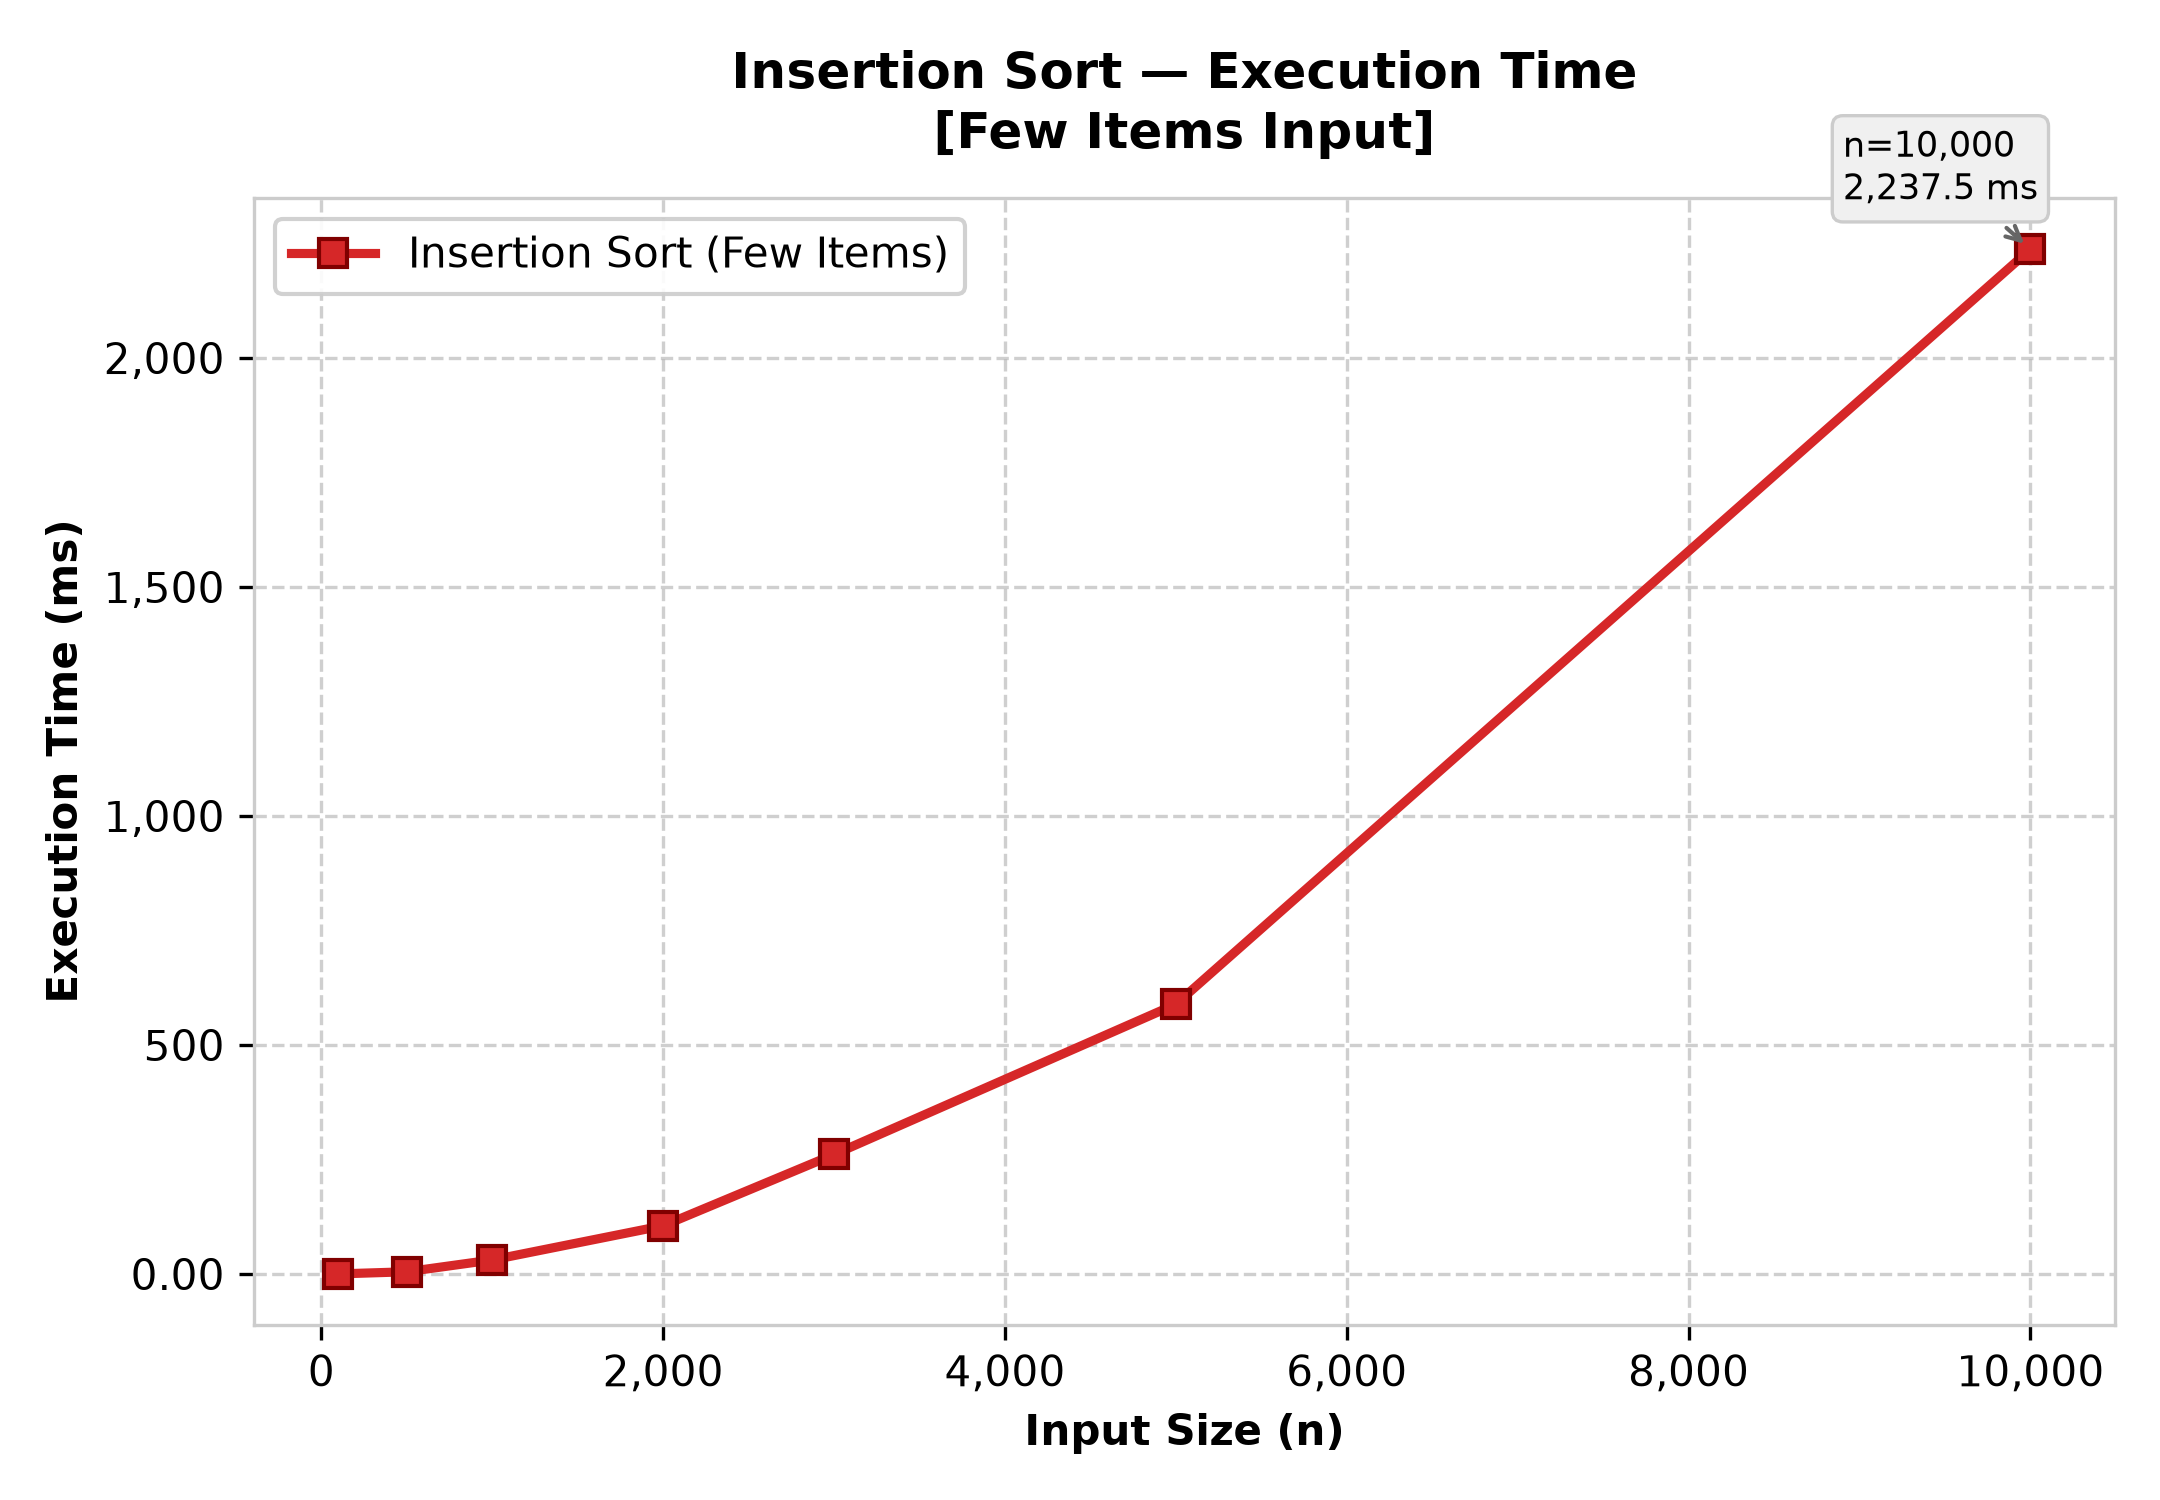 Insertion Sort — Execution Time
[Few Items Input]
n=10,000
2,237.5 ms
Insertion Sort (Few Items)
Execution Time (ms)
2,000
1,500
1,000
500
0.00
0
2,000
4,000
6,000
8,000
10,000
Input Size (n)